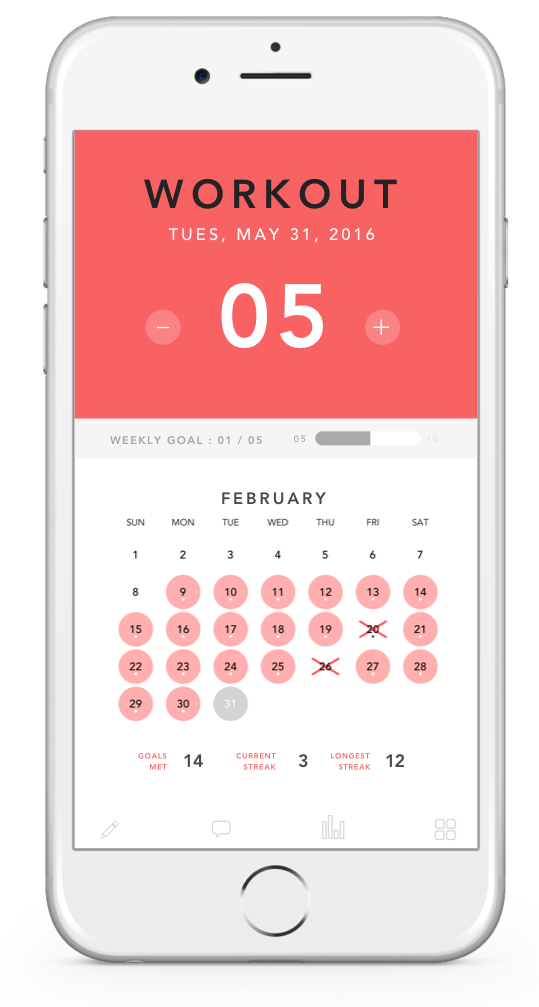 WORKOUT
TUES, MAY 31, 2016
− 05 +
WEEKLY GOAL : 01 / 05 05 10
FEBRUARY
SUN MON TUE WED THU FRI SAT
1 2 3 4 5 6 7
8 9 10 11 12 13 14
15 16 17 18 19 20 21
22 23 24 25 26 27 28
29 30 31
GOALS MET 14 CURRENT STREAK 3 LONGEST STREAK 12